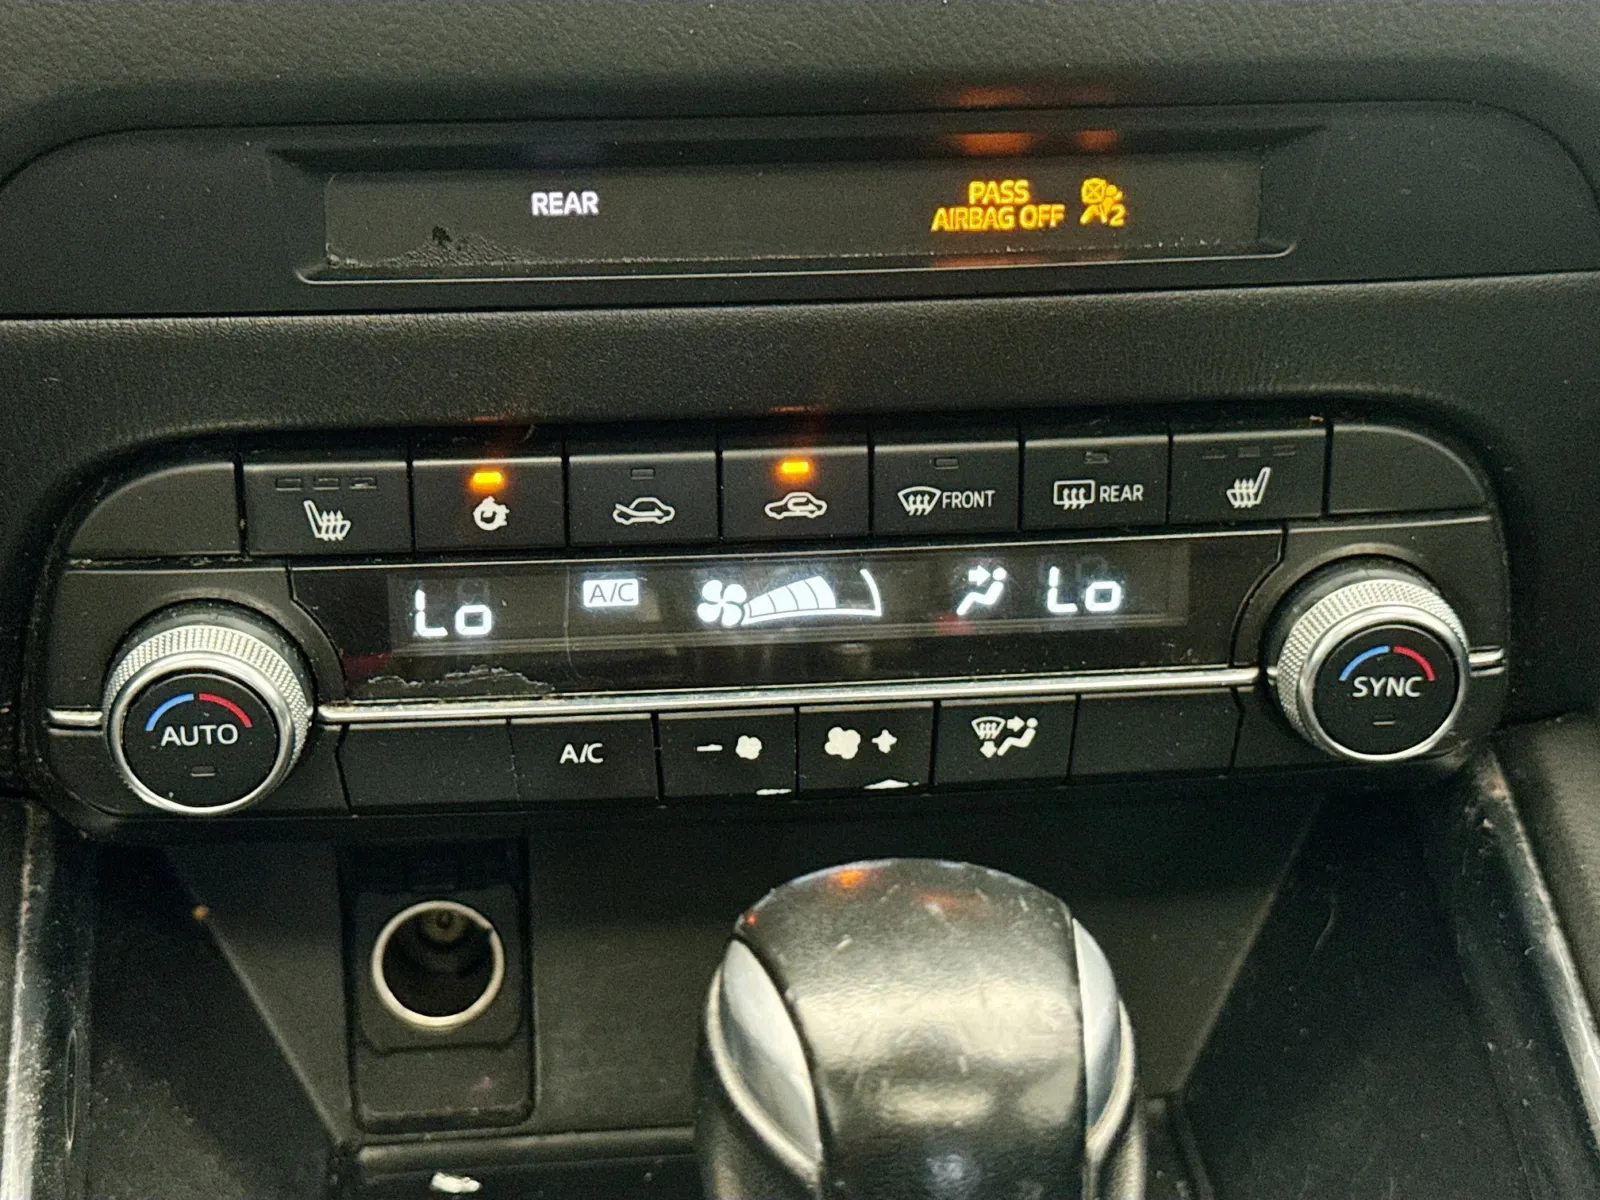 REAR
PASS
AIRBAG OFF 2
FRONT
REAR
Lo A/C Lo
AUTO
SYNC
A/C